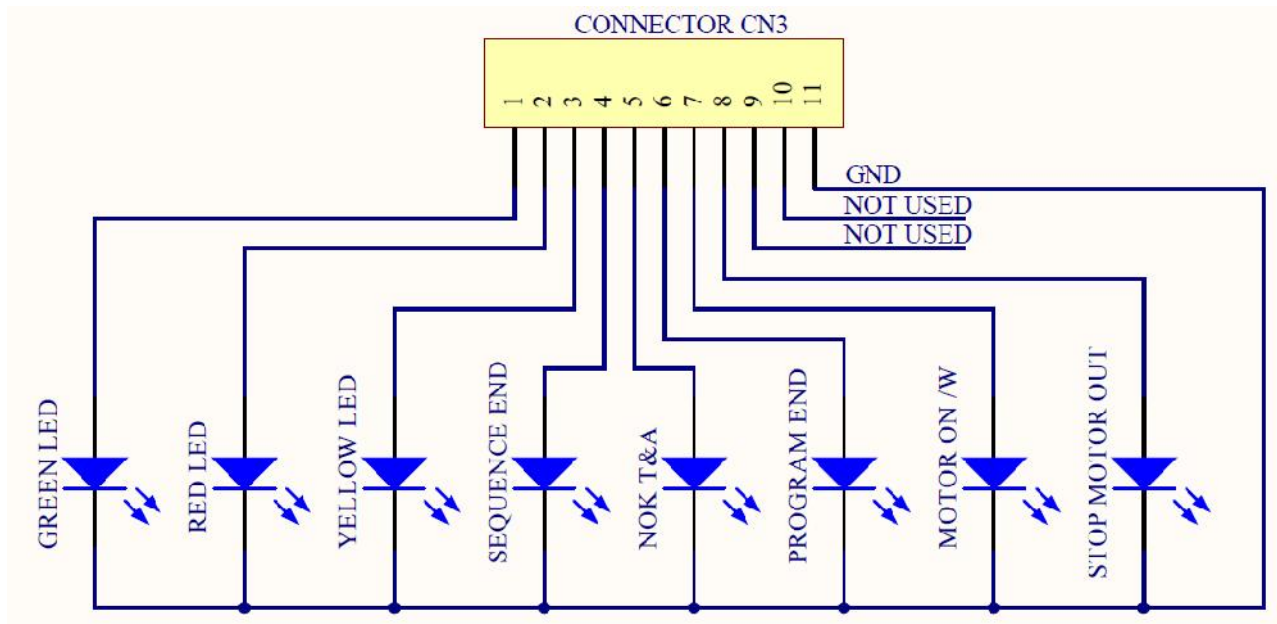 CONNECTOR CN3
1
2
3
4
5
6
7
8
9
10
11
GND
NOT USED
NOT USED
GREEN LED
RED LED
YELLOW LED
SEQUENCE END
NOK T&A
PROGRAM END
MOTOR ON /W
STOP MOTOR OUT